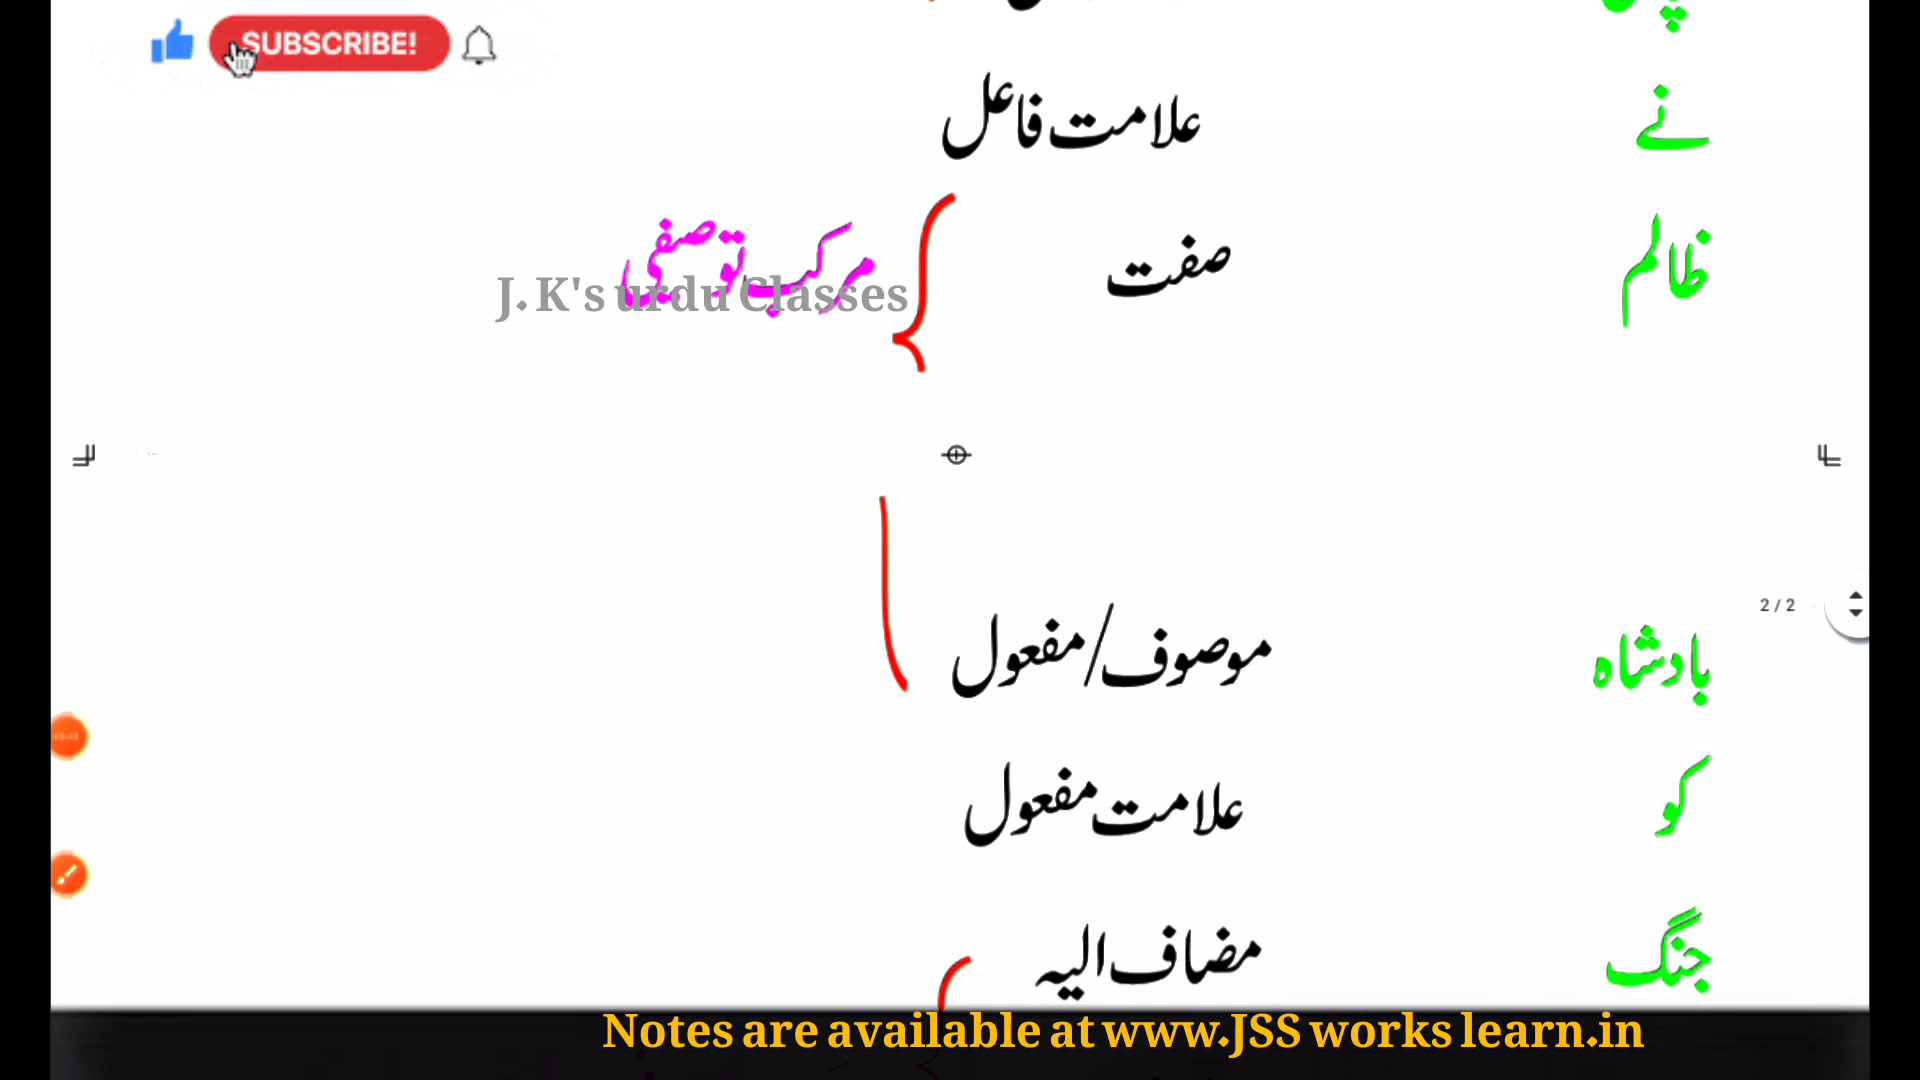 SUBSCRIBE!
نے علامت فاعل
ظالم صفت مرکب توصیفی
J. K's urdu Classes
2 / 2
بادشاہ موصوف/مفعول
کو علامت مفعول
جنگ مضاف الیہ
Notes are available at www.JSS works learn.in